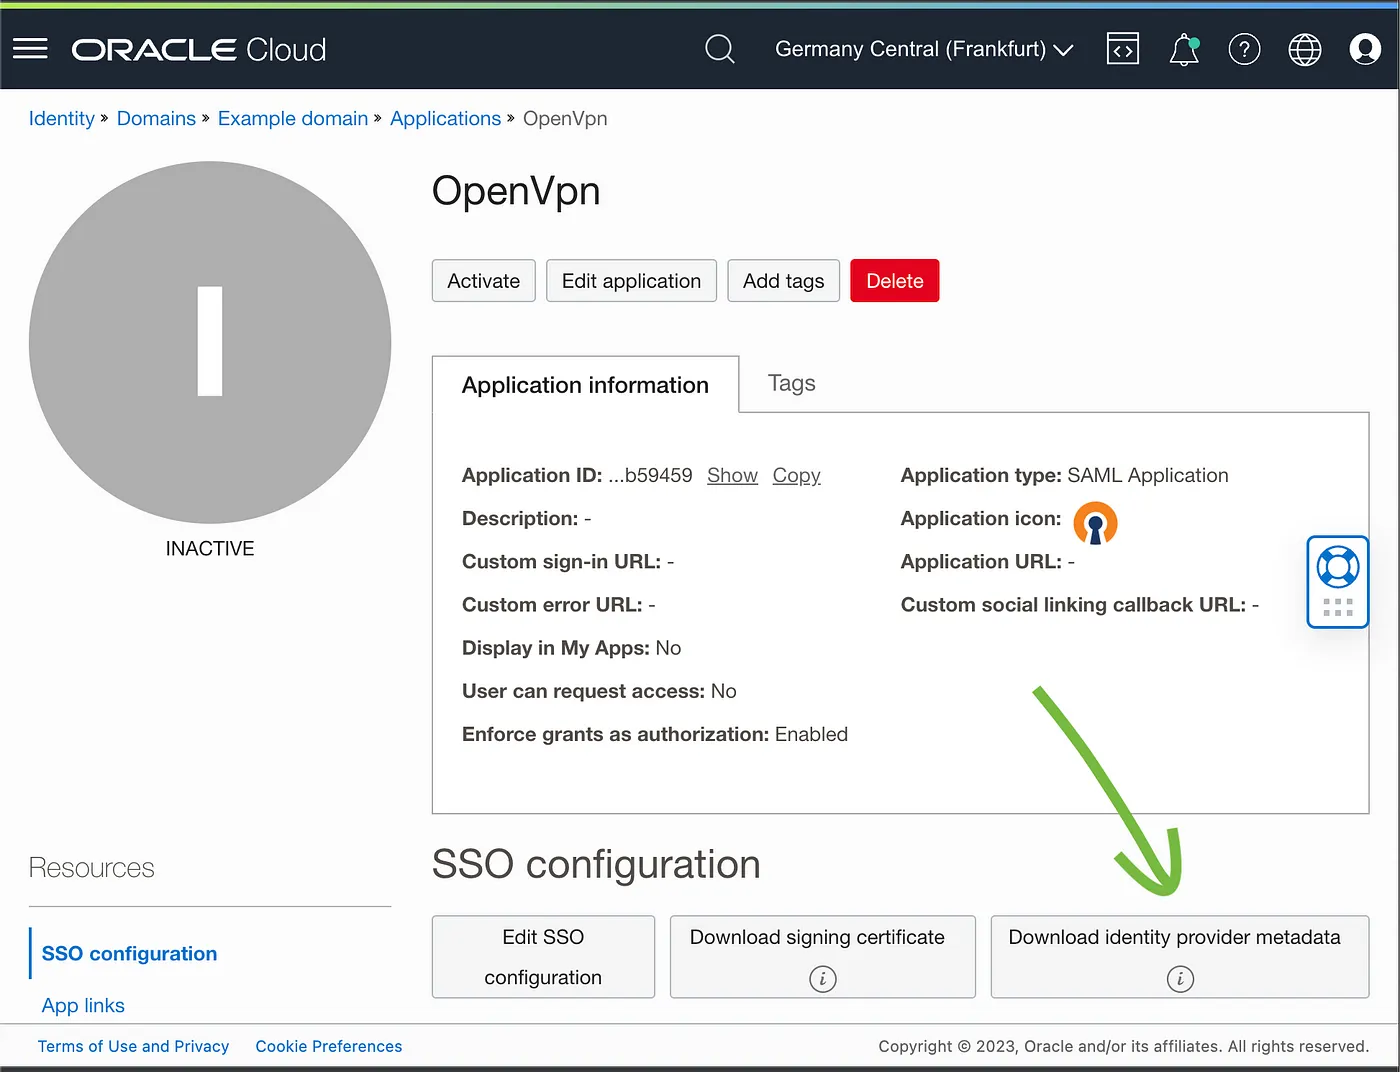 ORACLE Cloud
Germany Central (Frankfurt)
Identity » Domains » Example domain » Applications » OpenVpn
I
INACTIVE
OpenVpn
Activate
Edit application
Add tags
Delete
Application information
Tags
Application ID: ...b59459 Show Copy
Description: -
Custom sign-in URL: -
Custom error URL: -
Display in My Apps: No
User can request access: No
Enforce grants as authorization: Enabled
Application type: SAML Application
Application icon:
Application URL: -
Custom social linking callback URL: -
Resources
SSO configuration
App links
SSO configuration
Edit SSO
configuration
Download signing certificate
Download identity provider metadata
Terms of Use and Privacy
Cookie Preferences
Copyright © 2023, Oracle and/or its affiliates. All rights reserved.